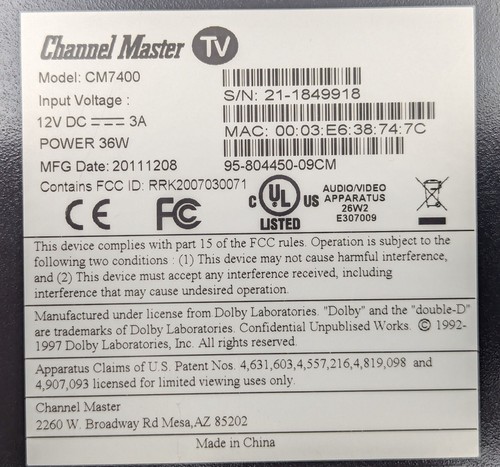 Channel Master TV
Model: CM7400
Input Voltage :
S/N: 21-1849918
12V DC 3A
MAC: 00:03:E6:38:74:7C
POWER 36W
MFG Date: 20111208
95-804450-09CM
Contains FCC ID: RRK2007030071
CE FC c UL US LISTED
AUDIO/VIDEO
APPARATUS
26W2
E307009
This device complies with part 15 of the FCC rules. Operation is subject to the
following two conditions : (1) This device may not cause harmful interference,
and (2) This device must accept any interference received, including
interference that may cause undesired operation.
Manufactured under license from Dolby Laboratories. "Dolby" and the "double-D"
are trademarks of Dolby Laboratories. Confidential Unpublised Works. © 1992-
1997 Dolby Laboratories, Inc. All rights reserved.
Apparatus Claims of U.S. Patent Nos. 4,631,603,4,557,216,4,819,098 and
4,907,093 licensed for limited viewing uses only.
Channel Master
2260 W. Broadway Rd Mesa,AZ 85202
Made in China